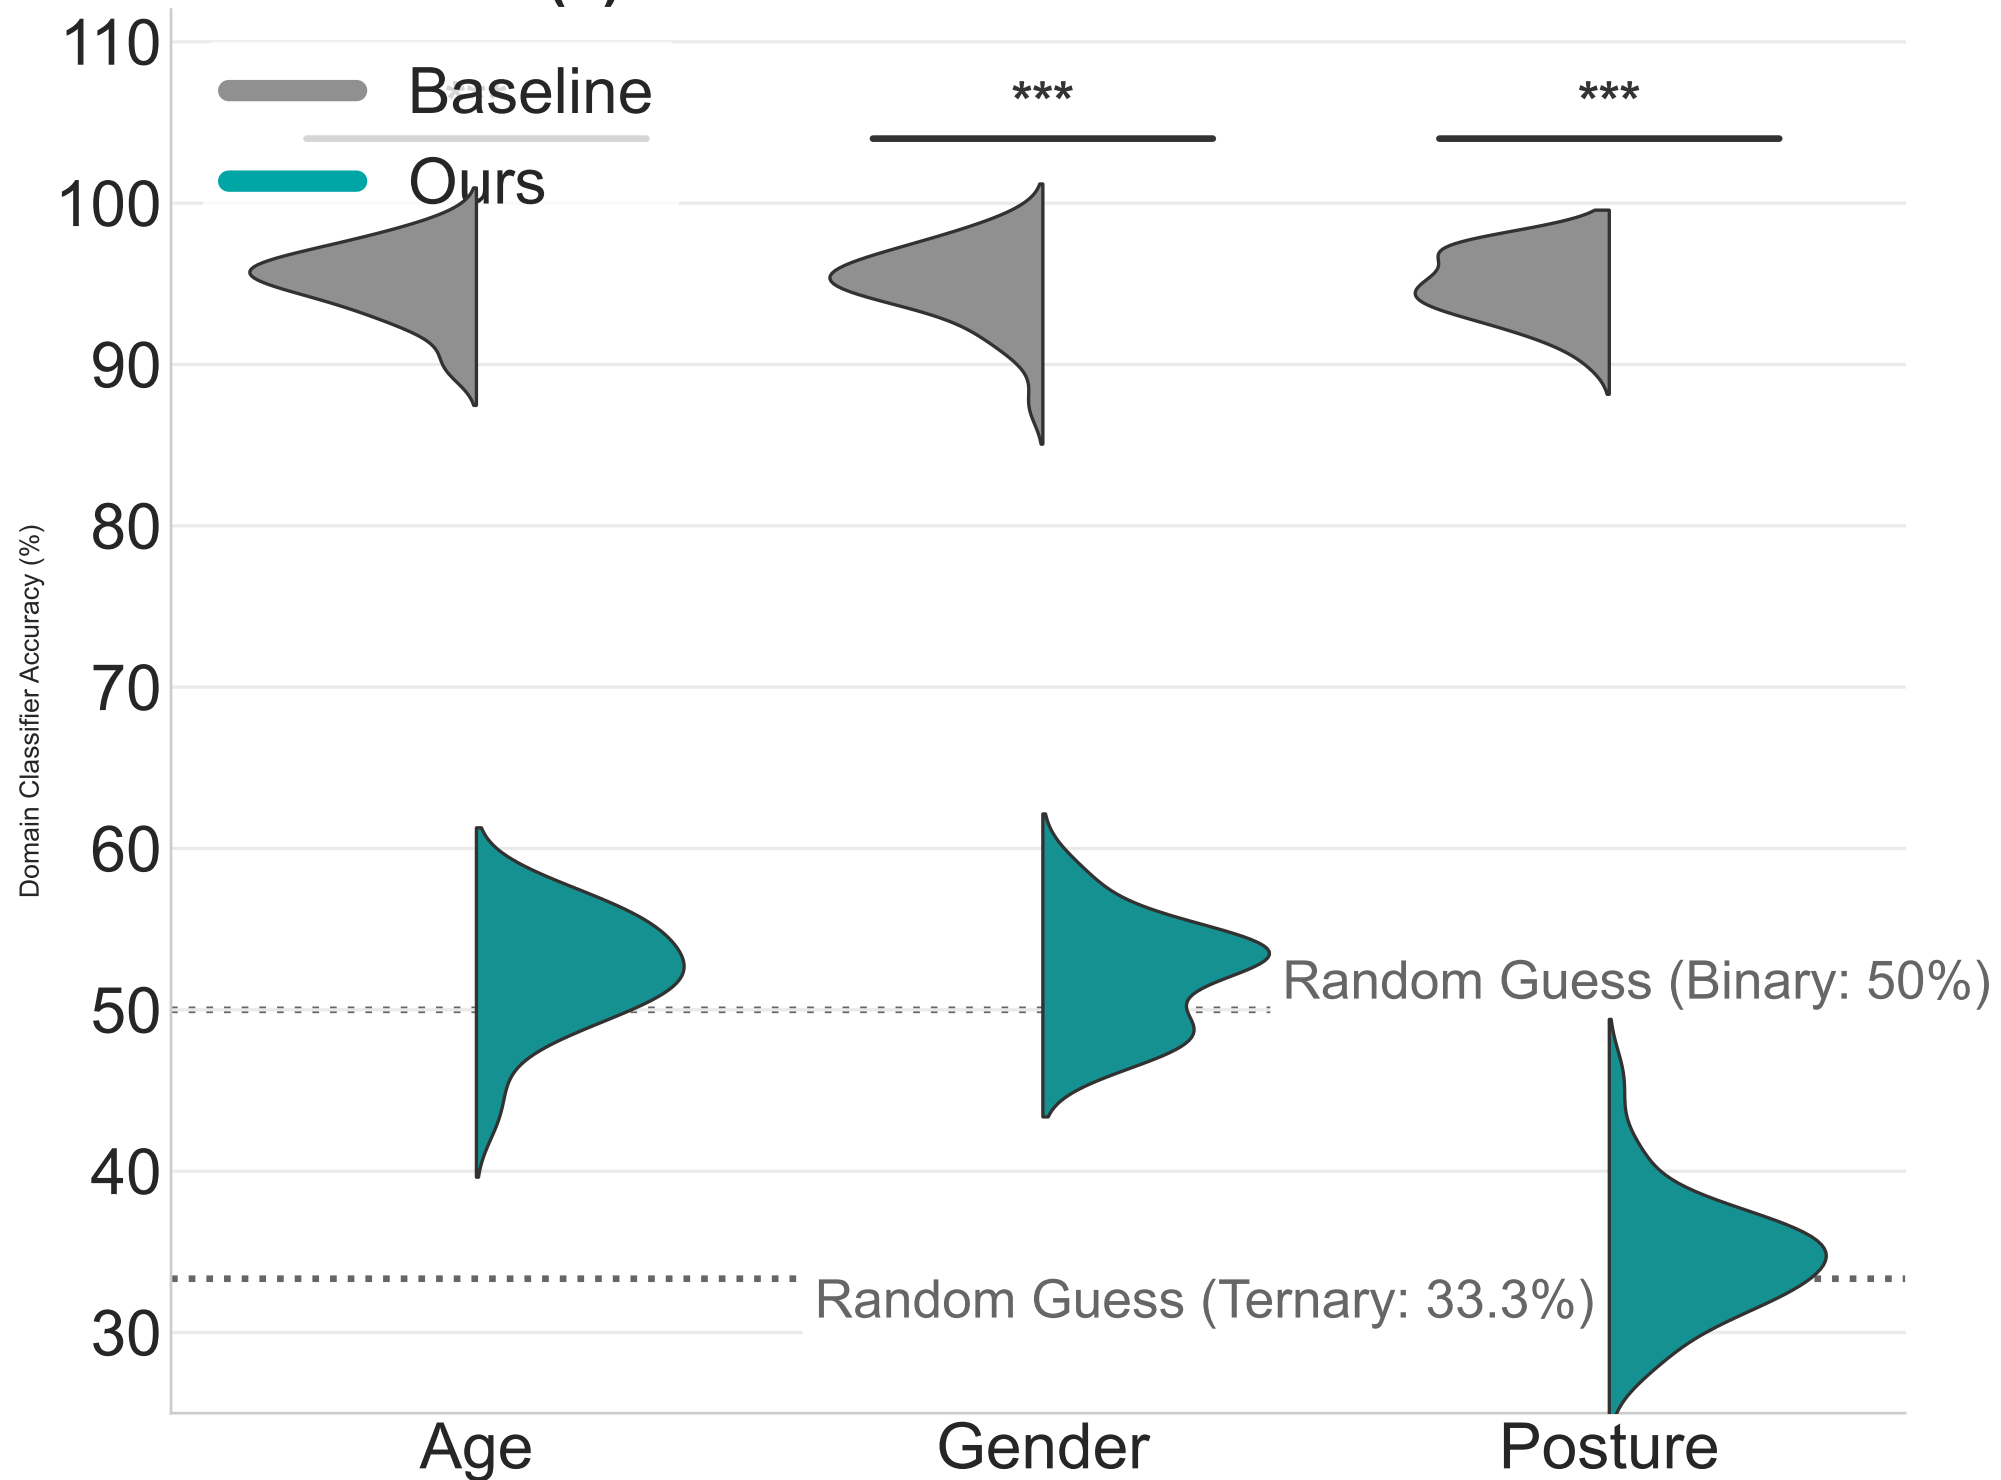 110
100
90
80
70
60
50
40
30
Domain Classifier Accuracy (%)
Baseline
Ours
***
***
***
Random Guess (Binary: 50%)
Random Guess (Ternary: 33.3%)
Age
Gender
Posture